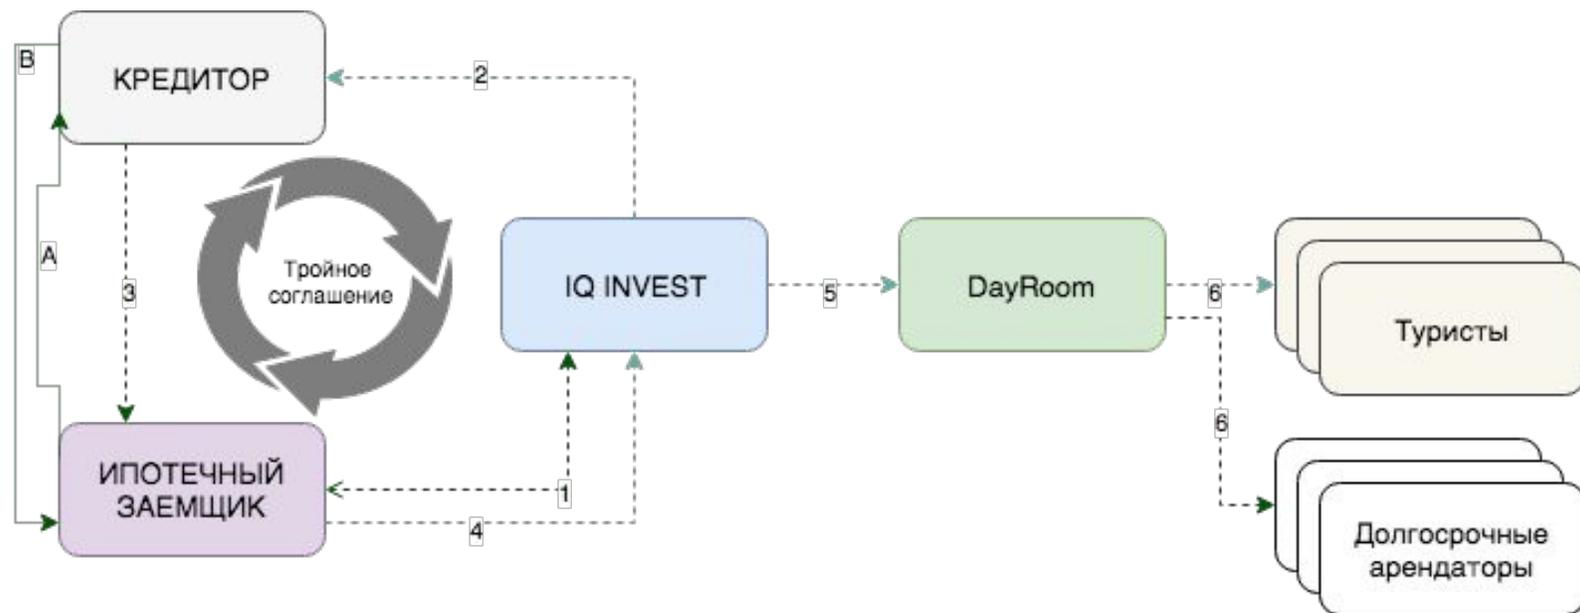 B
КРЕДИТОР
2
A
3
Тройное
соглашение
IQ INVEST
5
DayRoom
6
Туристы
6
ИПОТЕЧНЫЙ
ЗАЕМЩИК
1
4
Долгосрочные
арендаторы